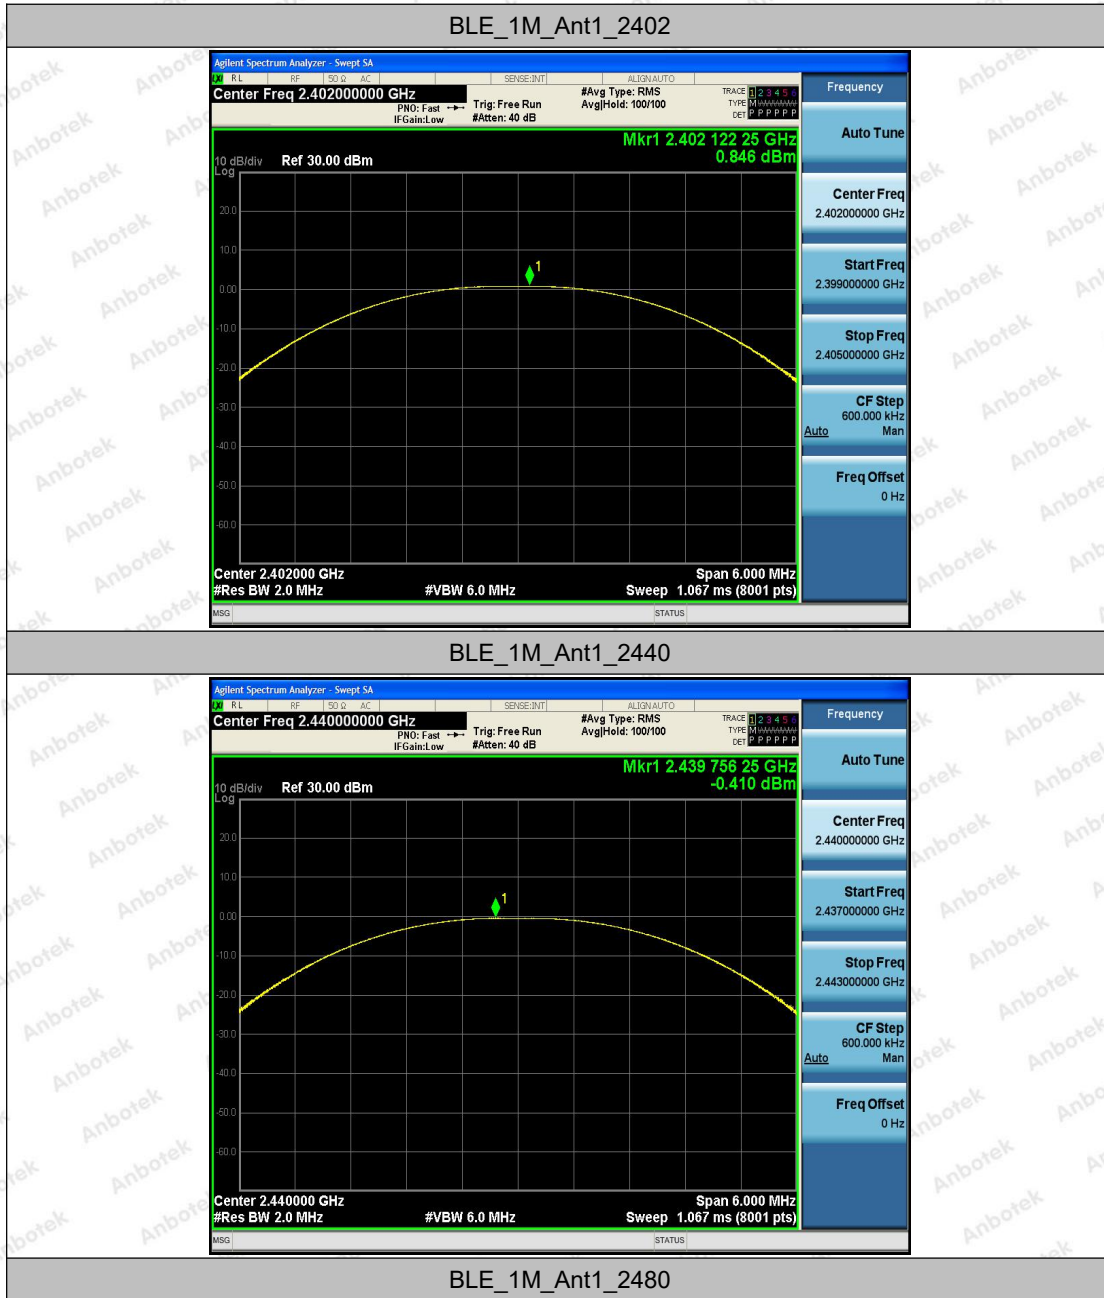 BLE_1M_Ant1_2402
Agilent Spectrum Analyzer - Swept SA
RL RF 50 Ω AC SENSE:INT ALIGNAUTO
Center Freq 2.402000000 GHz
PNO: Fast
IFGain:Low
Trig: Free Run
#Atten: 40 dB
#Avg Type: RMS
Avg|Hold: 100/100
TRACE 1 2 3 4 5 6
TYPE M
DET P P P P P P
Mkr1 2.402 122 25 GHz
0.846 dBm
10 dB/div Ref 30.00 dBm
Log
20.0
10.0
1
0.00
-10.0
-20.0
-30.0
-40.0
-50.0
-60.0
Center 2.402000 GHz Span 6.000 MHz
#Res BW 2.0 MHz #VBW 6.0 MHz Sweep 1.067 ms (8001 pts)
MSG STATUS
Frequency
Auto Tune
Center Freq
2.402000000 GHz
Start Freq
2.399000000 GHz
Stop Freq
2.405000000 GHz
CF Step
600.000 kHz
Auto Man
Freq Offset
0 Hz
BLE_1M_Ant1_2440
Agilent Spectrum Analyzer - Swept SA
RL RF 50 Ω AC SENSE:INT ALIGNAUTO
Center Freq 2.440000000 GHz
PNO: Fast
IFGain:Low
Trig: Free Run
#Atten: 40 dB
#Avg Type: RMS
Avg|Hold: 100/100
TRACE 1 2 3 4 5 6
TYPE M
DET P P P P P P
Mkr1 2.439 756 25 GHz
-0.410 dBm
10 dB/div Ref 30.00 dBm
Log
20.0
10.0
1
0.00
-10.0
-20.0
-30.0
-40.0
-50.0
-60.0
Center 2.440000 GHz Span 6.000 MHz
#Res BW 2.0 MHz #VBW 6.0 MHz Sweep 1.067 ms (8001 pts)
MSG STATUS
Frequency
Auto Tune
Center Freq
2.440000000 GHz
Start Freq
2.437000000 GHz
Stop Freq
2.443000000 GHz
CF Step
600.000 kHz
Auto Man
Freq Offset
0 Hz
BLE_1M_Ant1_2480